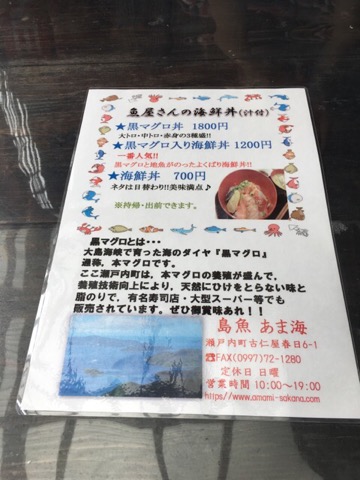 魚屋さんの海鮮丼(汁付)
★黒マグロ丼 1800円
大トロ・中トロ・赤身の3種盛!!
★黒マグロ入り海鮮丼 1200円
一番人気!!
黒マグロと地魚がのったよくばり海鮮丼!!
★海鮮丼 700円
ネタは日替わり!!美味満点♪
※持帰・出前できます。
黒マグロとは・・・
大島海峡で育った海のダイヤ『黒マグロ』
通称、本マグロです。
ここ瀬戸内町は、本マグロの養殖が盛んで、
養殖技術向上により、天然にひけをとらない味と
脂のりで、有名寿司店・大型スーパー等でも
販売されています。ぜひ御賞味あれ!!
島魚 あま海
瀬戸内町古仁屋春日6-1
☎FAX(0997)72-1280
定休日 日曜
営業時間 10:00~19:00
https//www.amami-sakana.com